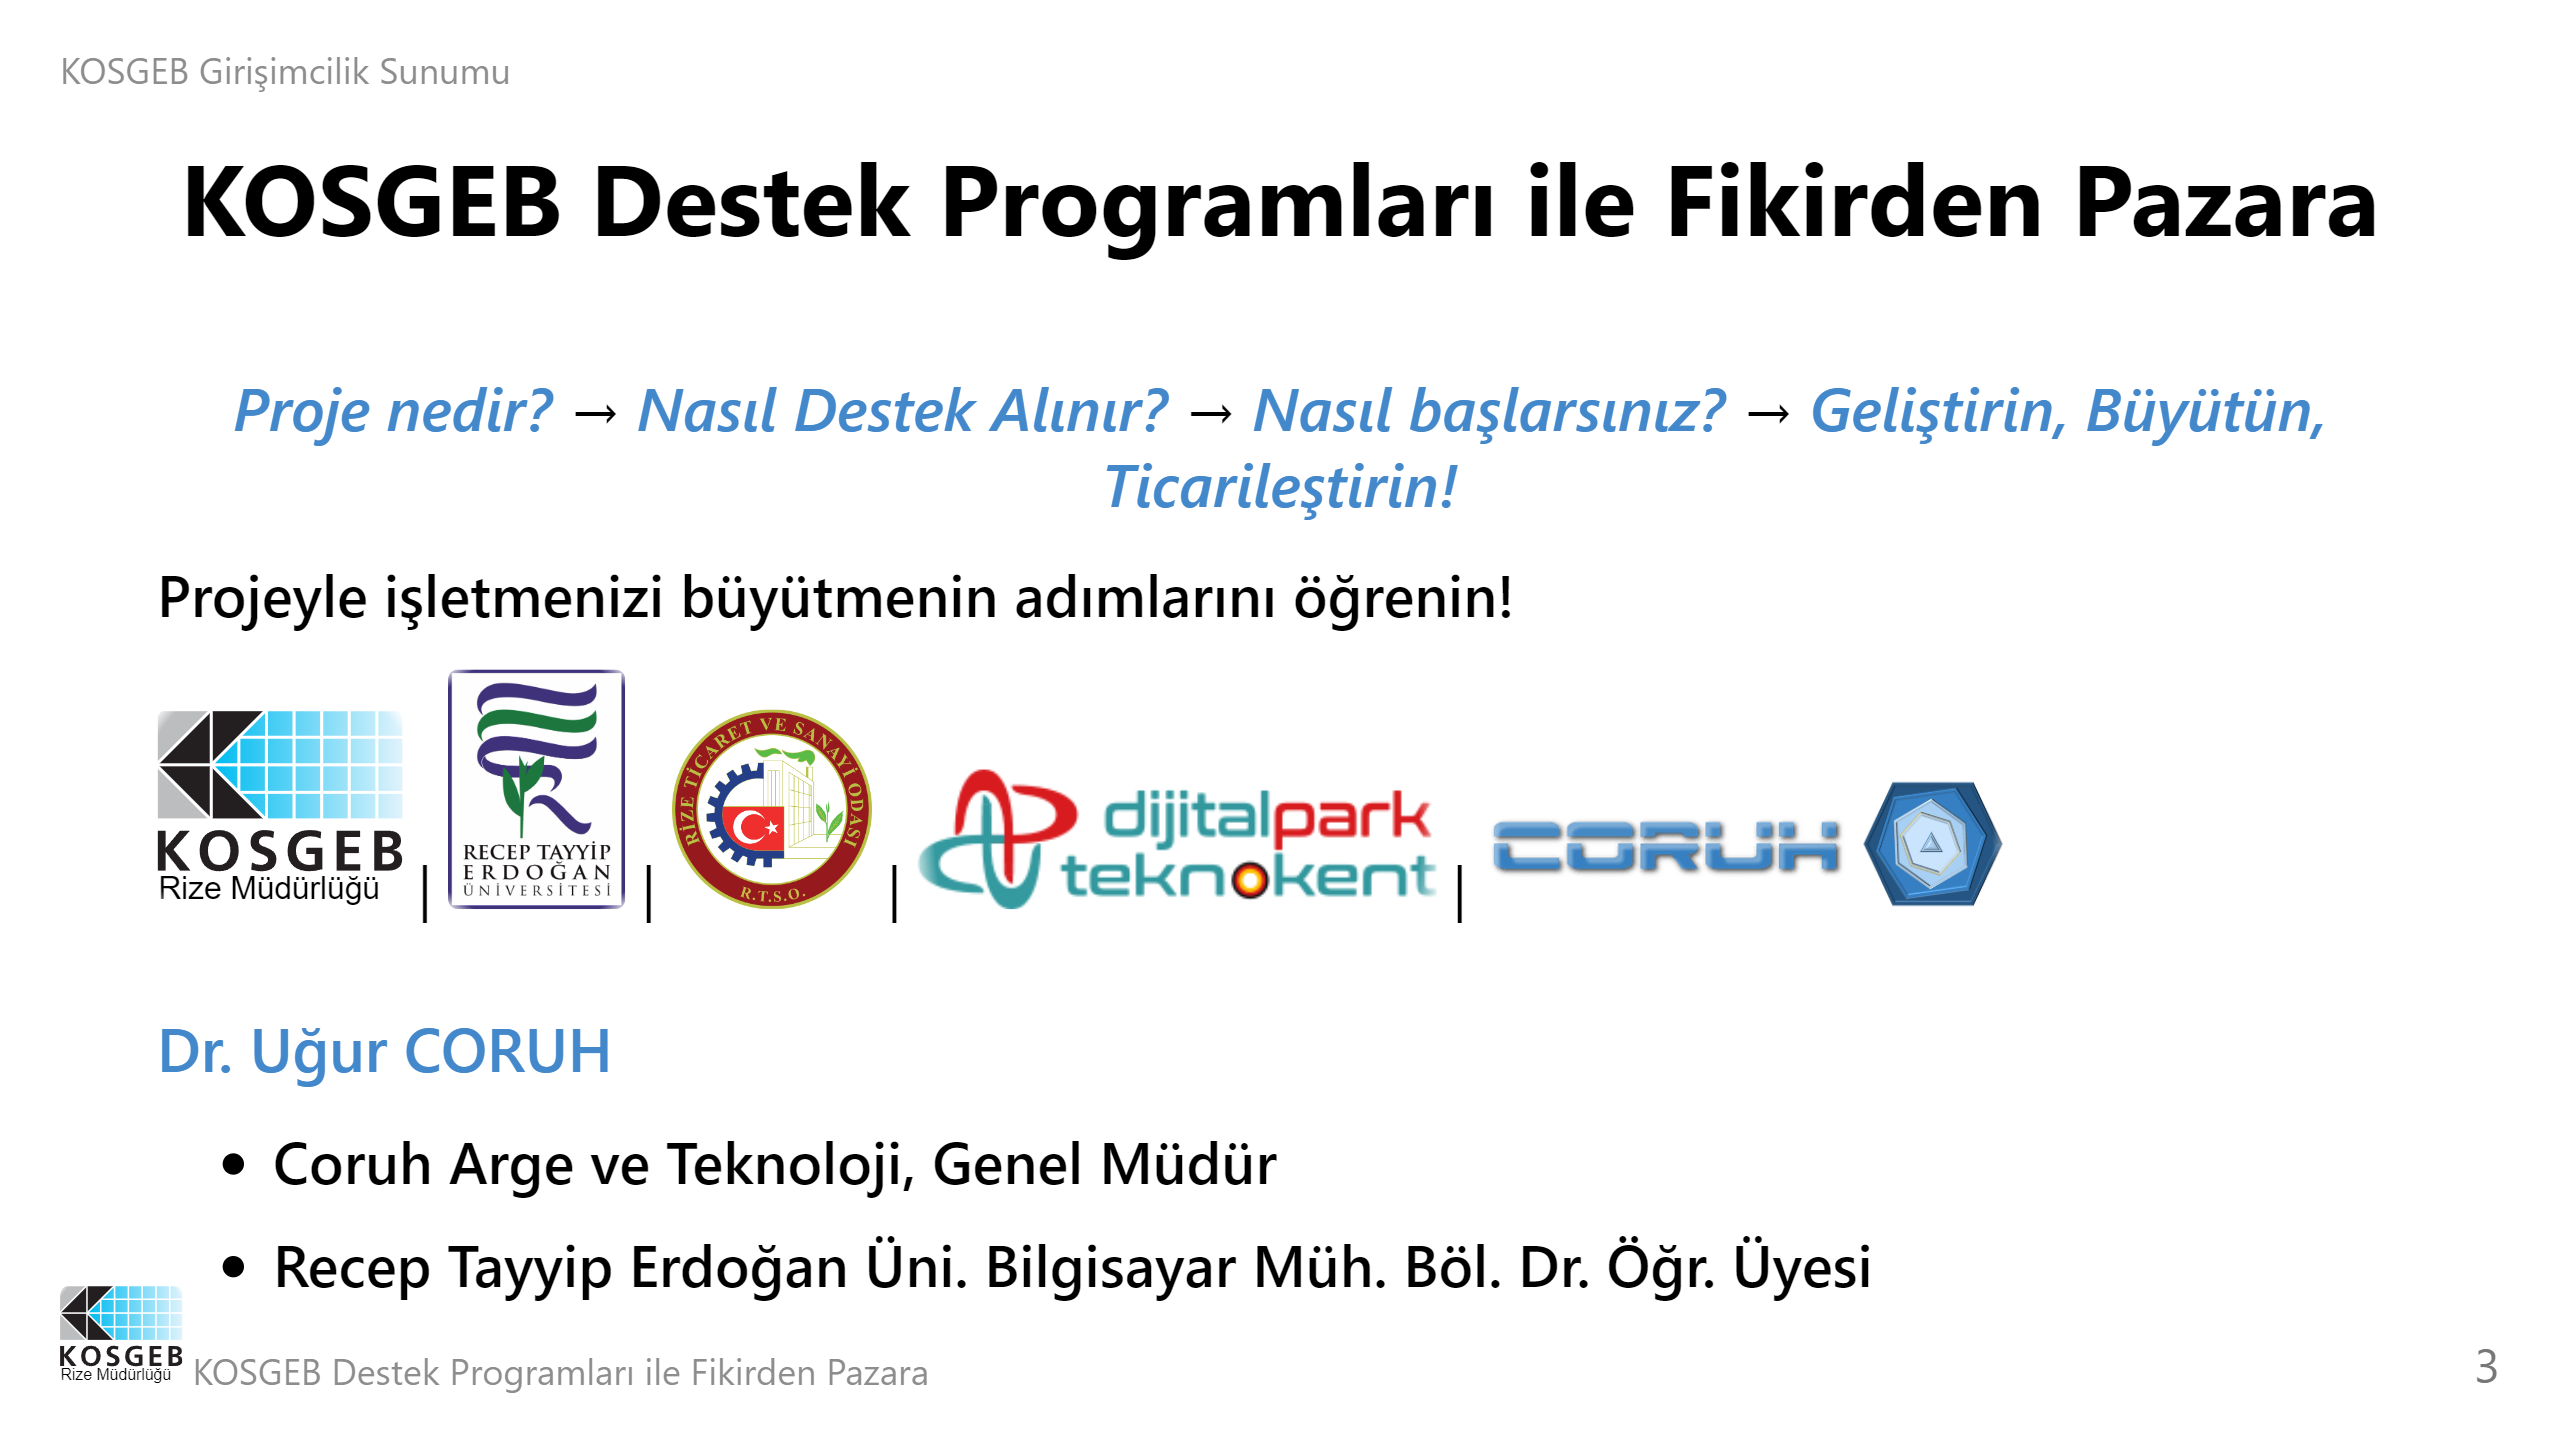 KOSGEB Girişimcilik Sunumu
KOSGEB Destek Programları ile Fikirden Pazara
Proje nedir? → Nasıl Destek Alınır? → Nasıl başlarsınız? → Geliştirin, Büyütün,
Ticarileştirin!
Projeyle işletmenizi büyütmenin adımlarını öğrenin!
KOSGEB
Rize Müdürlüğü
|
RECEP TAYYİP
ERDOĞAN
ÜNİVERSİTESİ
|
RİZE TİCARET VE SANAYİ ODASI
R.T.S.O.
|
dijitalpark
teknokent
|
CORUH
Dr. Uğur CORUH
• Coruh Arge ve Teknoloji, Genel Müdür
• Recep Tayyip Erdoğan Üni. Bilgisayar Müh. Böl. Dr. Öğr. Üyesi
KOSGEB
Rize Müdürlüğü
KOSGEB Destek Programları ile Fikirden Pazara
3